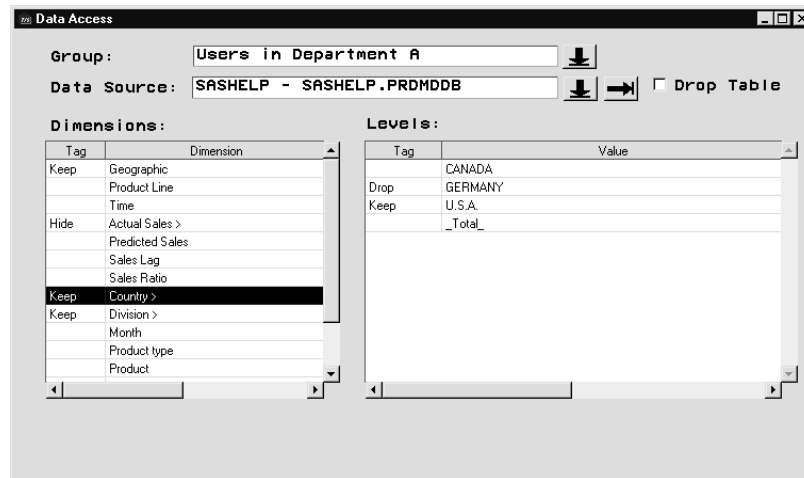 Data Access
Group: Users in Department A
Data Source: SASHELP - SASHELP.PRDMDDB Drop Table
Dimensions:
Tag Dimension
Keep Geographic
Product Line
Time
Hide Actual Sales >
Predicted Sales
Sales Lag
Sales Ratio
Keep Country >
Keep Division >
Month
Product type
Product
Levels:
Tag Value
CANADA
Drop GERMANY
Keep U.S.A.
_Total_